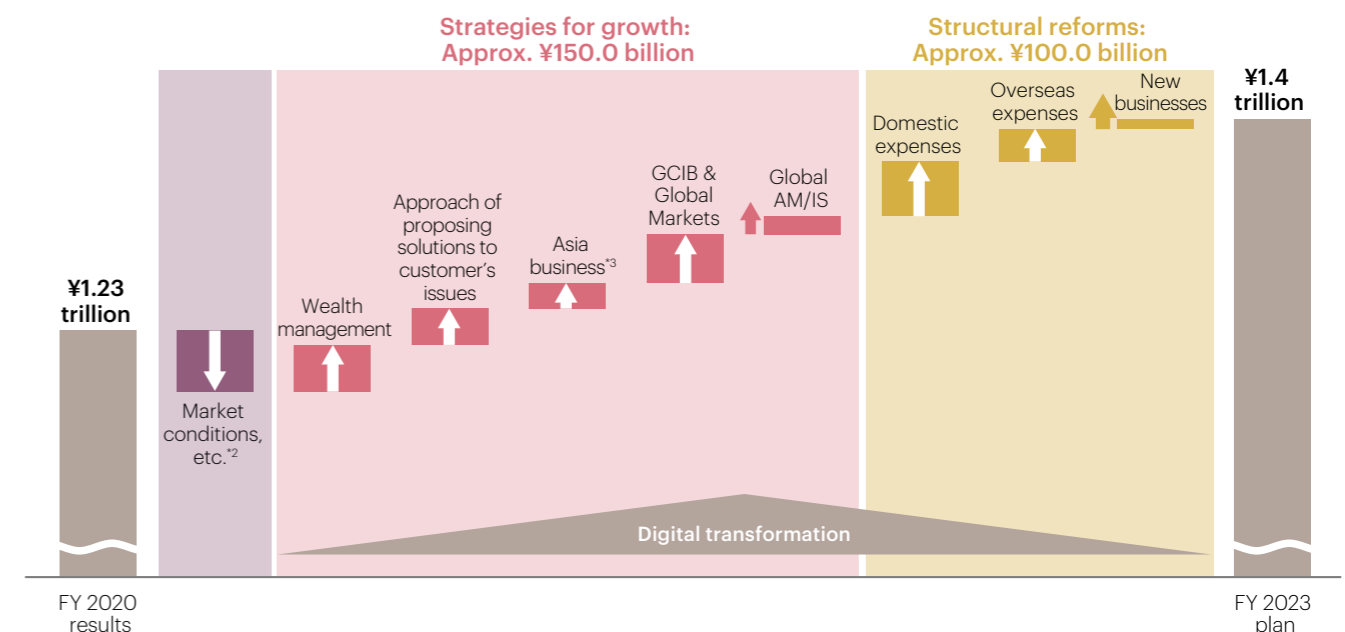 Strategies for growth:
Approx. ¥150.0 billion
Structural reforms:
Approx. ¥100.0 billion
¥1.23
trillion
Market
conditions,
etc.*2
Wealth
management
Approach of
proposing
solutions to
customer's
issues
Asia
business*3
GCIB &
Global
Markets
Global
AM/IS
Domestic
expenses
Overseas
expenses
New
businesses
¥1.4
trillion
Digital transformation
FY 2020
results
FY 2023
plan